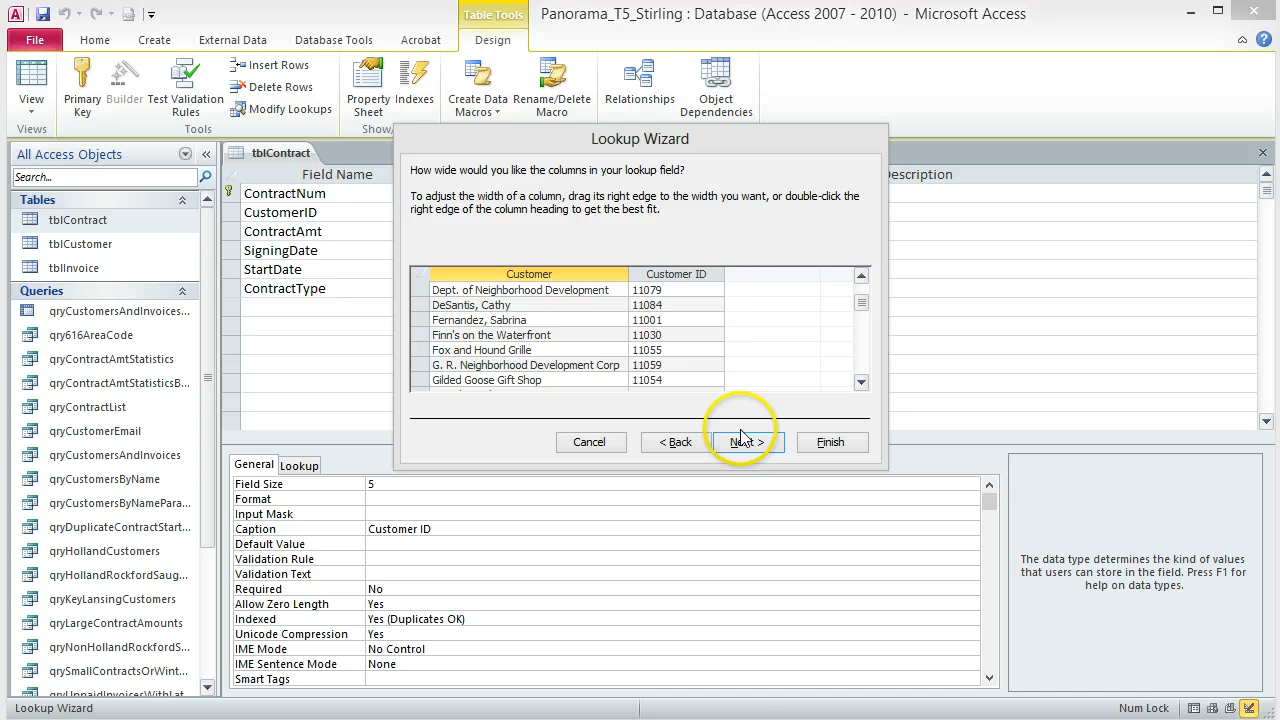 Table Tools
Panorama_T5_Stirling : Database (Access 2007 - 2010) - Microsoft Access
File
Home
Create
External Data
Database Tools
Acrobat
Design
View
Primary Key
Builder
Test Validation Rules
Insert Rows
Delete Rows
Modify Lookups
Property Sheet
Indexes
Create Data Macros
Rename/Delete Macro
Relationships
Object Dependencies
Views
Tools
Show/
All Access Objects
Search...
Tables
tblContract
tblCustomer
tblInvoice
Queries
qryCustomersAndInvoices...
qry616AreaCode
qryContractAmtStatistics
qryContractAmtStatisticsB...
qryContractList
qryCustomerEmail
qryCustomersAndInvoices
qryCustomersByName
qryCustomersByNamePara...
qryDuplicateContractStart...
qryHollandCustomers
qryHollandRockfordSaug...
qryKeyLansingCustomers
qryLargeContractAmounts
qryNonHollandRockfordS...
qrySmallContractsOrWint...
qryUnpaidInvoicesWithLat...
tblContract
Field Name
Description
ContractNum
CustomerID
ContractAmt
SigningDate
StartDate
ContractType
Lookup Wizard
How wide would you like the columns in your lookup field?
To adjust the width of a column, drag its right edge to the width you want, or double-click the
right edge of the column heading to get the best fit.
Customer Customer ID
Dept. of Neighborhood Development 11079
DeSantis, Cathy 11084
Fernandez, Sabrina 11001
Finn's on the Waterfront 11030
Fox and Hound Grille 11055
G. R. Neighborhood Development Corp 11059
Gilded Goose Gift Shop 11054
Cancel
< Back
Next >
Finish
General
Lookup
Field Size 5
Format
Input Mask
Caption Customer ID
Default Value
Validation Rule
Validation Text
Required No
Allow Zero Length Yes
Indexed Yes (Duplicates OK)
Unicode Compression Yes
IME Mode No Control
IME Sentence Mode None
Smart Tags
The data type determines the kind of values
that users can store in the field. Press F1 for
help on data types.
Lookup Wizard
Num Lock